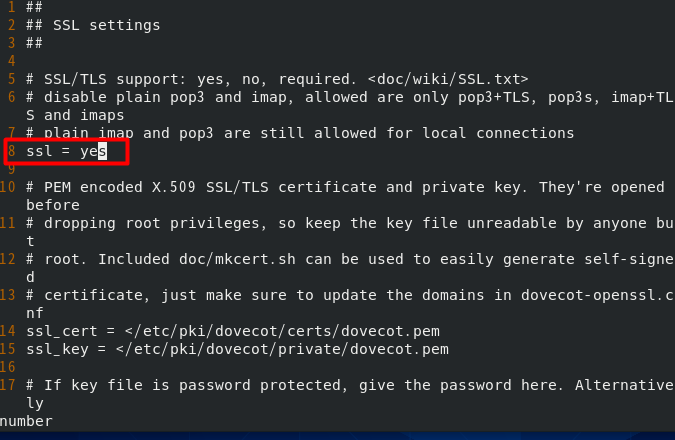 1 ##
2 ## SSL settings
3 ##
4
5 # SSL/TLS support: yes, no, required. <doc/wiki/SSL.txt>
6 # disable plain pop3 and imap, allowed are only pop3+TLS, pop3s, imap+TL
S and imaps
7 # plain imap and pop3 are still allowed for local connections
8 ssl = yes
9
10 # PEM encoded X.509 SSL/TLS certificate and private key. They're opened
before
11 # dropping root privileges, so keep the key file unreadable by anyone bu
t
12 # root. Included doc/mkcert.sh can be used to easily generate self-signe
d
13 # certificate, just make sure to update the domains in dovecot-openssl.c
nf
14 ssl_cert = </etc/pki/dovecot/certs/dovecot.pem
15 ssl_key = </etc/pki/dovecot/private/dovecot.pem
16
17 # If key file is password protected, give the password here. Alternative
ly
number